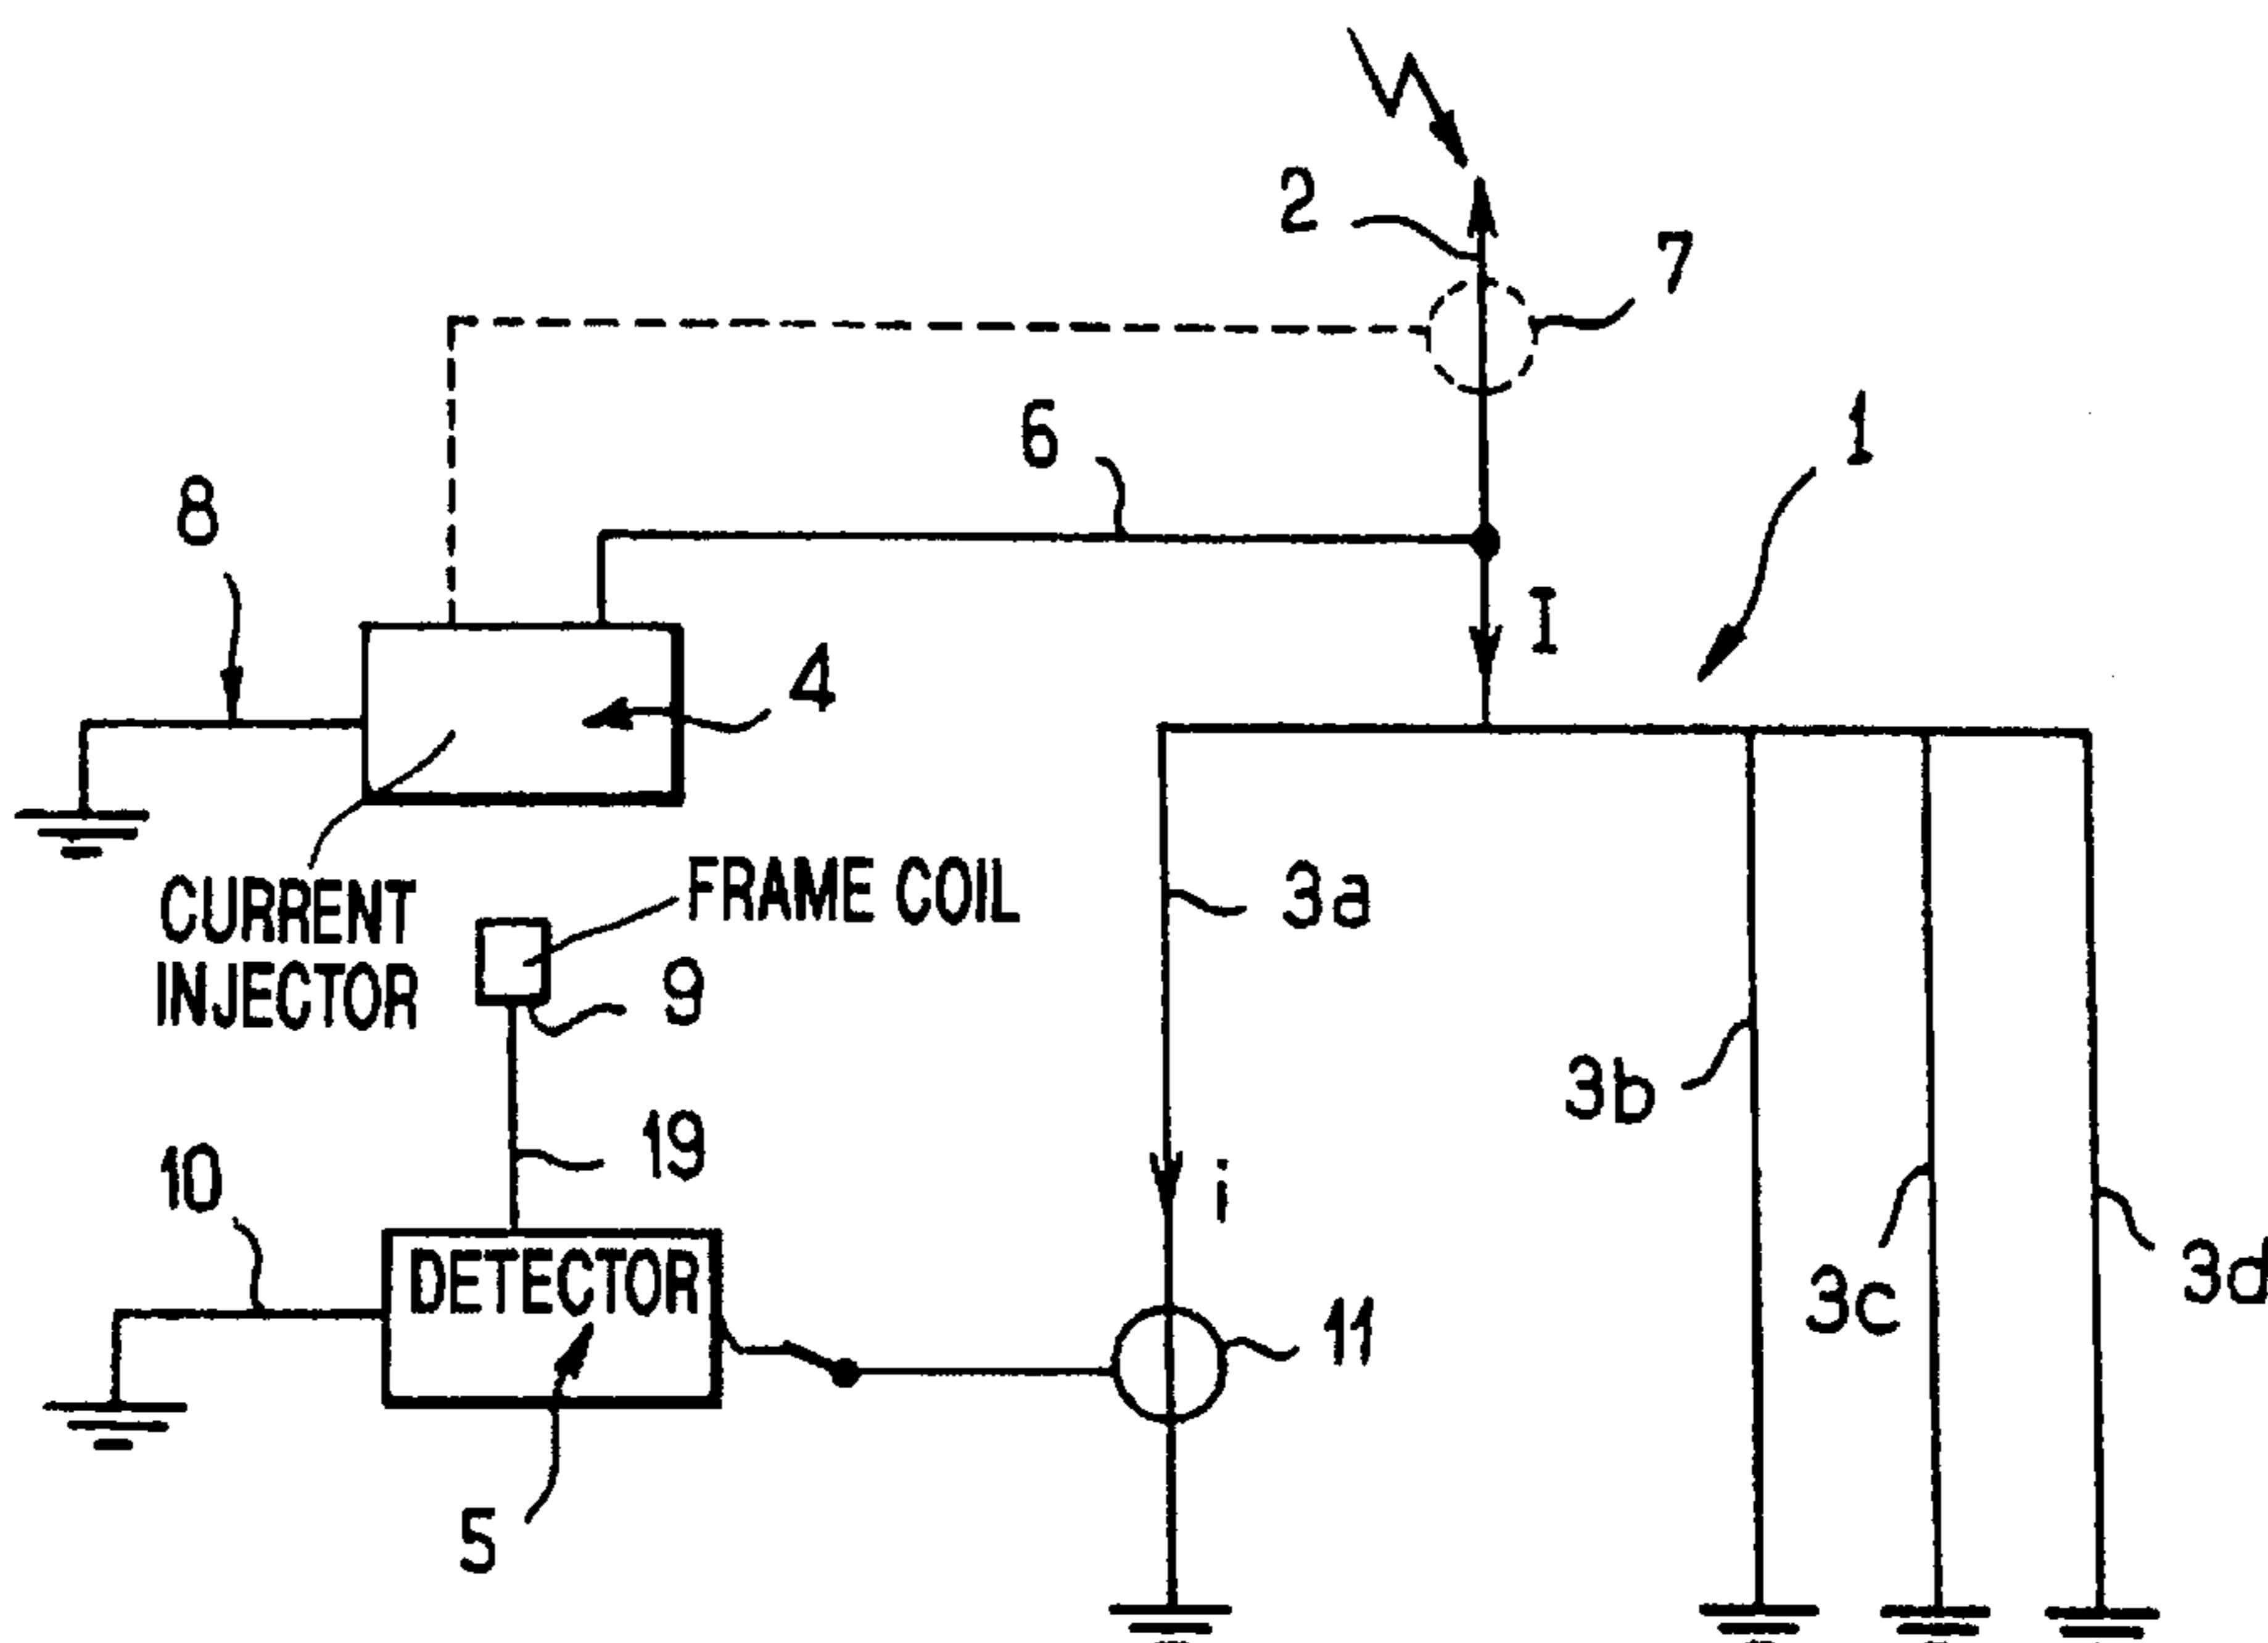 2
7
6
1
8
I
4
FRAME COIL
3a
CURRENT
INJECTOR
9
3b
19
10
i
DETECTOR
3c
3d
11
5